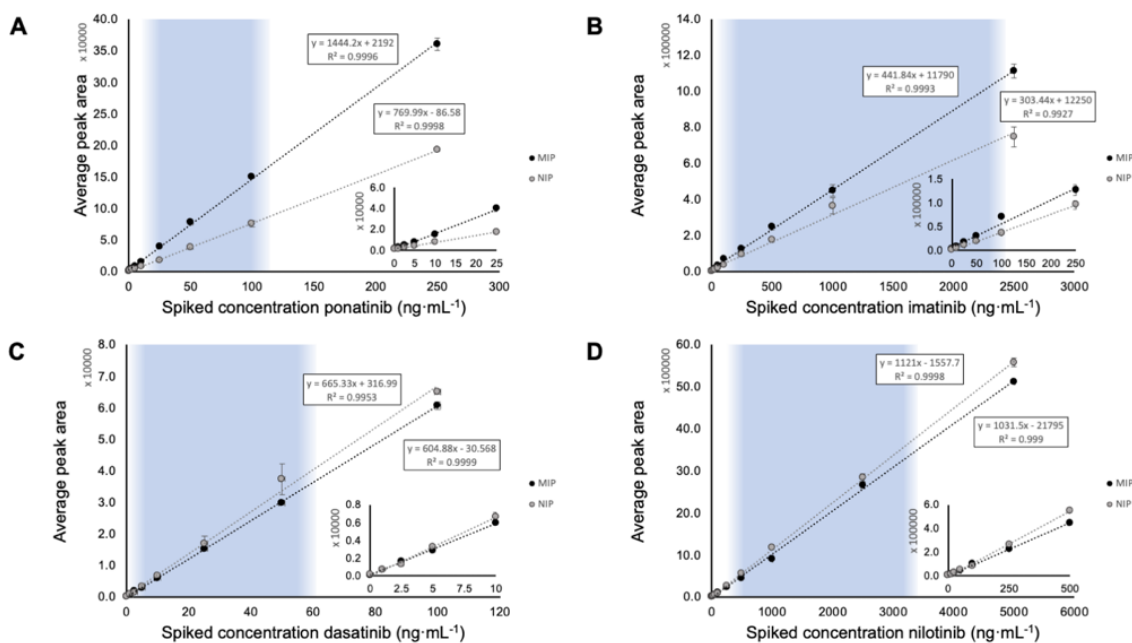 A
x 10000
Average peak area
40.0
35.0
30.0
25.0
20.0
15.0
10.0
5.0
0.0
y = 1444.2x + 2192
R² = 0.9996
y = 769.99x - 86.58
R² = 0.9998
MIP
NIP
x 10000
6.0
4.0
2.0
0.0
0 5 10 15 20 25
0 50 100 150 200 250 300
Spiked concentration ponatinib (ng·mL⁻¹)
B
x 100000
Average peak area
14.0
12.0
10.0
8.0
6.0
4.0
2.0
0.0
y = 441.84x + 11790
R² = 0.9993
y = 303.44x + 12250
R² = 0.9927
MIP
NIP
x 100000
1.5
1.0
0.5
0.0
0 50 100 150 200 250
0 500 1000 1500 2000 2500 3000
Spiked concentration imatinib (ng·mL⁻¹)
C
x 10000
Average peak area
8.0
7.0
6.0
5.0
4.0
3.0
2.0
1.0
0.0
y = 665.33x + 316.99
R² = 0.9953
y = 604.88x - 30.568
R² = 0.9999
MIP
NIP
x 10000
0.8
0.6
0.4
0.2
0.0
0 2.5 5 7.5 10
0 20 40 60 80 100 120
Spiked concentration dasatinib (ng·mL⁻¹)
D
x 10000
Average peak area
60.0
50.0
40.0
30.0
20.0
10.0
0.0
y = 1121x - 1557.7
R² = 0.9998
y = 1031.5x - 21795
R² = 0.999
MIP
NIP
x 100000
6.0
4.0
2.0
0.0
0 250 500
0 1000 2000 3000 4000 5000 6000
Spiked concentration nilotinib (ng·mL⁻¹)